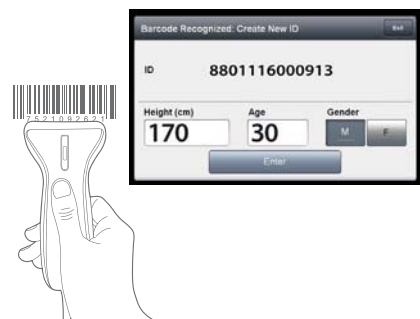 Barcode Recognized: Create New ID
Exit
ID 8801116000913
Height (cm) Age Gender
170 30 M F
Enter
7521092621